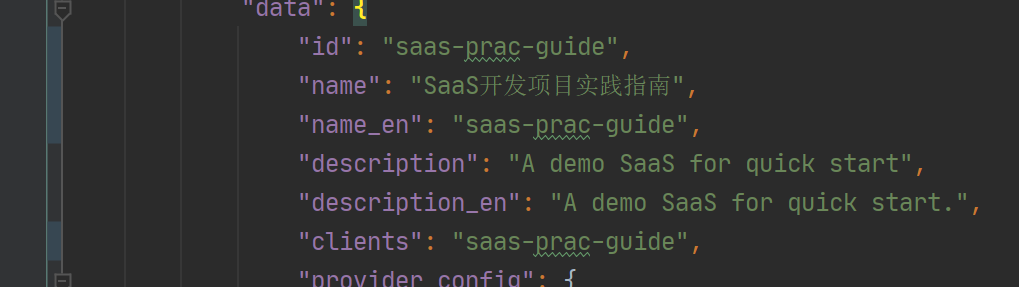 "data": {
"id": "saas-prac-guide",
"name": "SaaS开发项目实践指南",
"name_en": "saas-prac-guide",
"description": "A demo SaaS for quick start",
"description_en": "A demo SaaS for quick start.",
"clients": "saas-prac-guide",
"provider_config": {